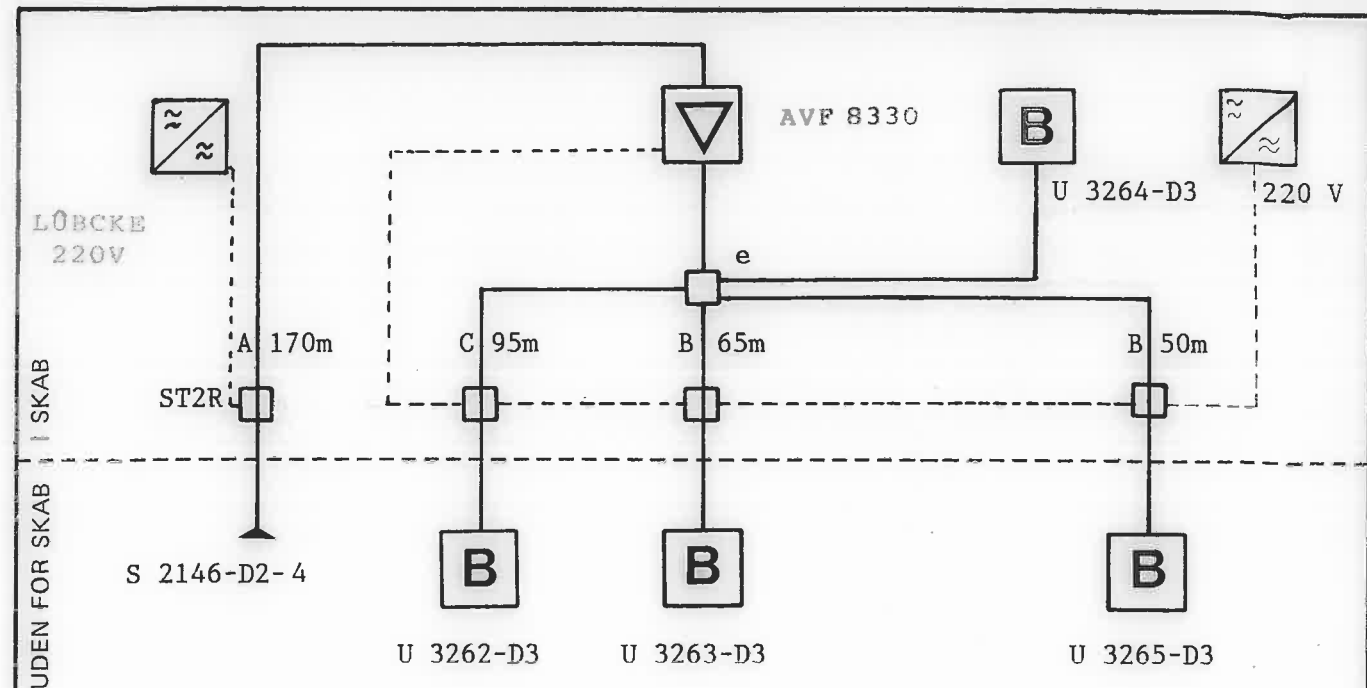 AVF 8330
B
U 3264-D3
220 V
LÜBCKE
220V
e
A 170m
C 95m
B 65m
B 50m
ST2R
I SKAB
UDEN FOR SKAB
S 2146-D2-4
B
B
B
U 3262-D3
U 3263-D3
U 3265-D3